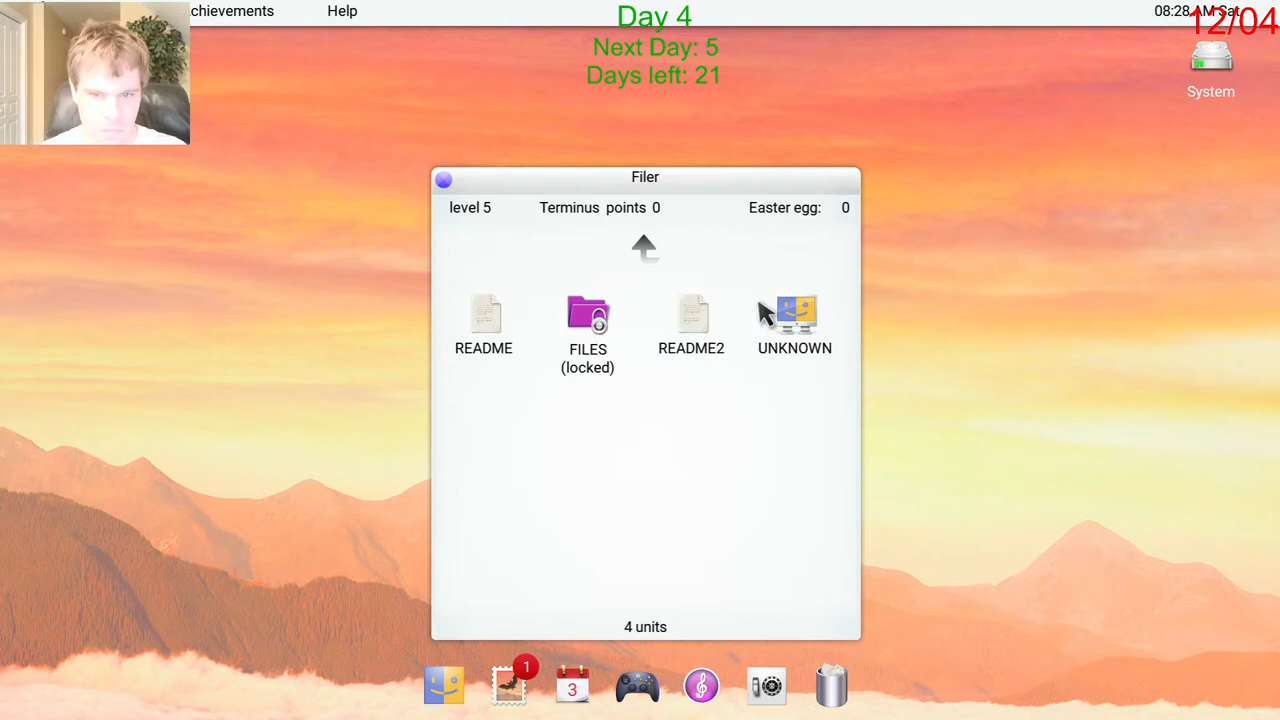 chievements Help
08:28 AM Sat
12/04
Day 4
Next Day: 5
Days left: 21
System
Filer
level 5 Terminus points 0 Easter egg: 0
README
FILES
(locked)
README2
UNKNOWN
4 units
1
3